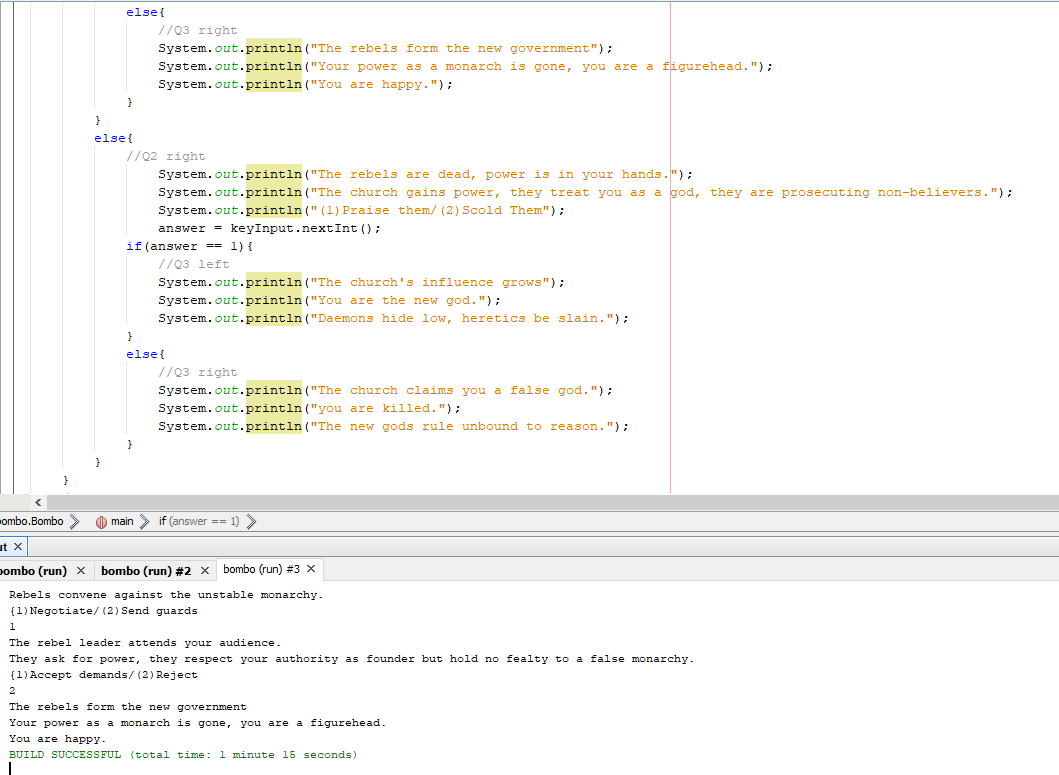 else{
//Q3 right
System.out.println("The rebels form the new government");
System.out.println("Your power as a monarch is gone, you are a figurehead.");
System.out.println("You are happy.");
}
}
else{
//Q2 right
System.out.println("The rebels are dead, power is in your hands.");
System.out.println("The church gains power, they treat you as a god, they are prosecuting non-believers.");
System.out.println("(1)Praise them/(2)Scold Them");
answer = keyInput.nextInt();
if(answer == 1){
//Q3 left
System.out.println("The church's influence grows");
System.out.println("You are the new god.");
System.out.println("Daemons hide low, heretics be slain.");
}
else{
//Q3 right
System.out.println("The church claims you a false god.");
System.out.println("you are killed.");
System.out.println("The new gods rule unbound to reason.");
}
}
}
ombo.Bombo main if (answer == 1)
ut
bombo (run) bombo (run) #2 bombo (run) #3
Rebels convene against the unstable monarchy.
{1)Negotiate/(2)Send guards
1
The rebel leader attends your audience.
They ask for power, they respect your authority as founder but hold no fealty to a false monarchy.
{1)Accept demands/(2)Reject
2
The rebels form the new government
Your power as a monarch is gone, you are a figurehead.
You are happy.
BUILD SUCCESSFUL (total time: 1 minute 15 seconds)